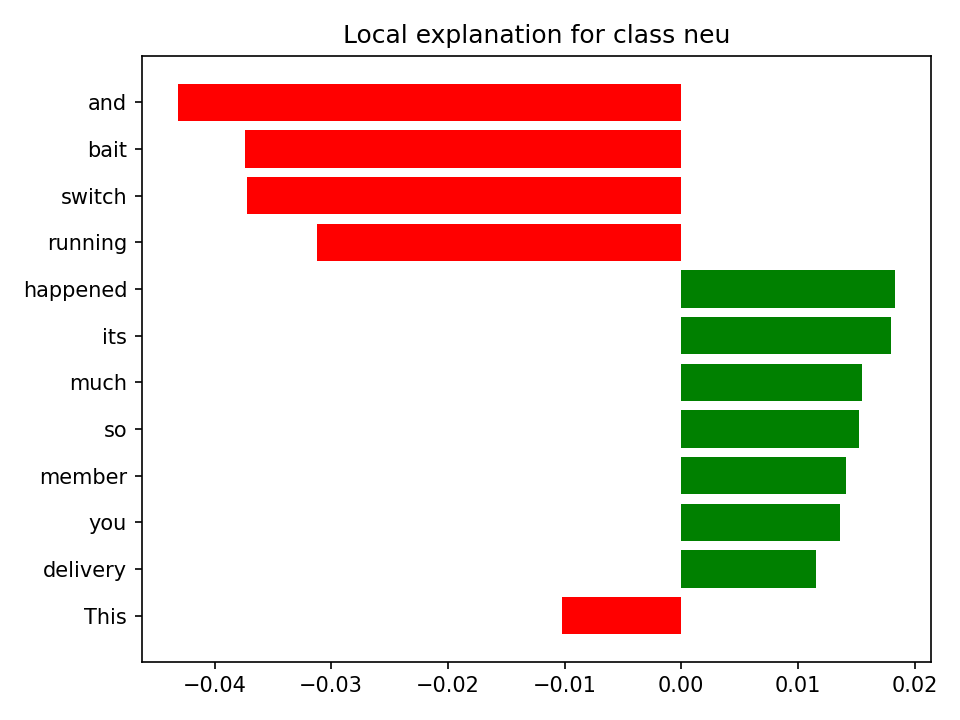 Local explanation for class neu
and
bait
switch
running
happened
its
much
so
member
you
delivery
This
−0.04 −0.03 −0.02 −0.01 0.00 0.01 0.02